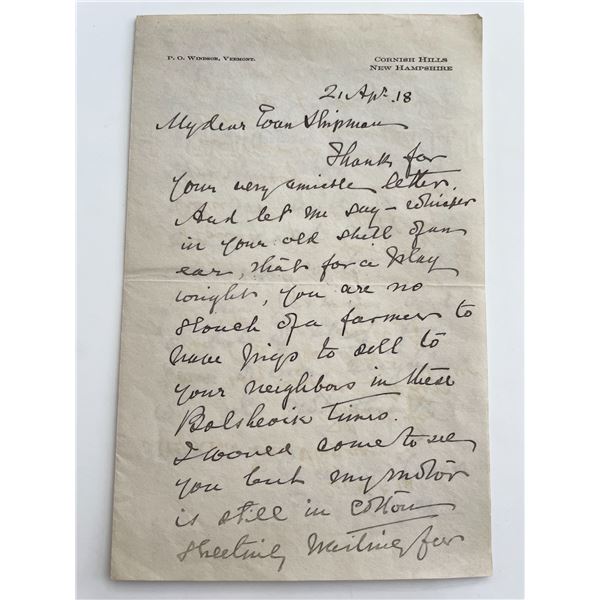 P. O. Windsor, Vermont.
Cornish Hills
New Hampshire
21 Apr. 18
My dear Evan Shipman
Thanks for
your very amicble letter.
And let me say – whisper
in your old shell of an
ear, that for a Play
wright, you are no
slouch of a farmer to
have pigs to sell to
your neighbors in these
Bolshevik Times.
I would come to see
you but my motor
is still in cotton
sheeting waiting for